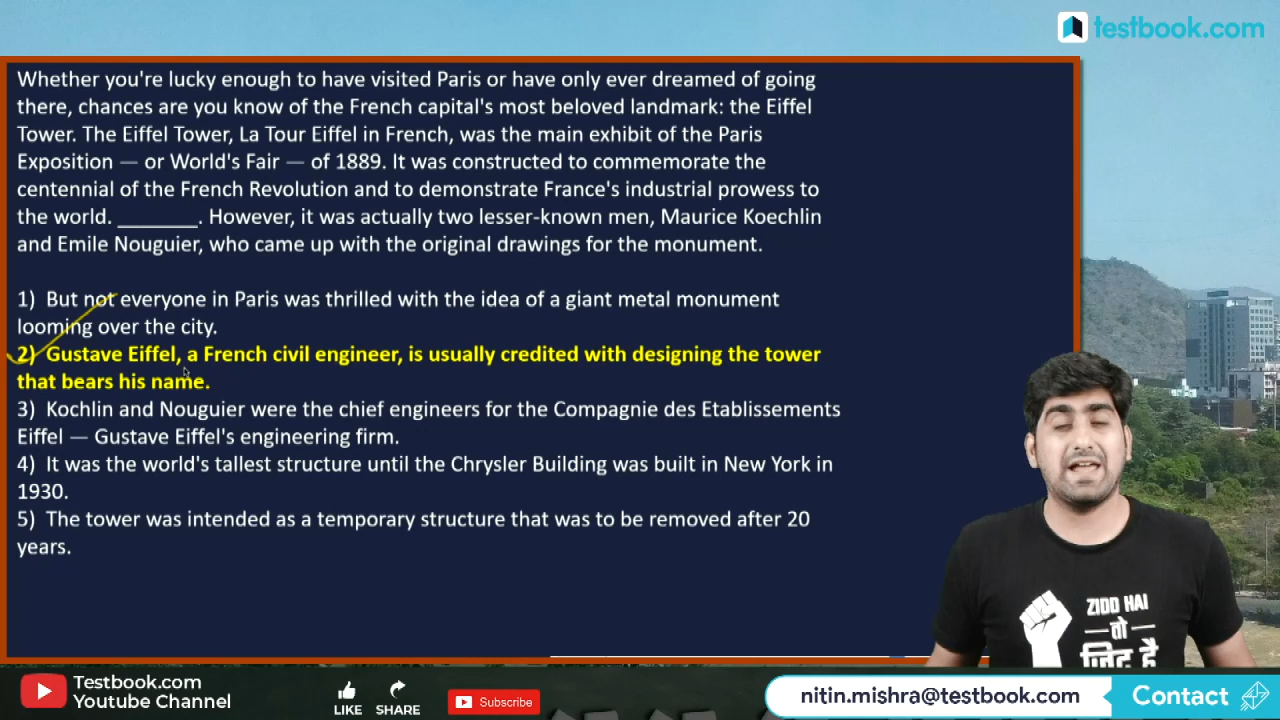 testbook.com
Whether you're lucky enough to have visited Paris or have only ever dreamed of going
there, chances are you know of the French capital's most beloved landmark: the Eiffel
Tower. The Eiffel Tower, La Tour Eiffel in French, was the main exhibit of the Paris
Exposition — or World's Fair — of 1889. It was constructed to commemorate the
centennial of the French Revolution and to demonstrate France's industrial prowess to
the world. _______. However, it was actually two lesser-known men, Maurice Koechlin
and Emile Nouguier, who came up with the original drawings for the monument.
1) But not everyone in Paris was thrilled with the idea of a giant metal monument
looming over the city.
2) Gustave Eiffel, a French civil engineer, is usually credited with designing the tower
that bears his name.
3) Kochlin and Nouguier were the chief engineers for the Compagnie des Etablissements
Eiffel — Gustave Eiffel's engineering firm.
4) It was the world's tallest structure until the Chrysler Building was built in New York in
1930.
5) The tower was intended as a temporary structure that was to be removed after 20
years.
ZIDD HAI
तो
ज़िद है
Testbook.com
YouTube Channel
LIKE
SHARE
Subscribe
nitin.mishra@testbook.com
Contact